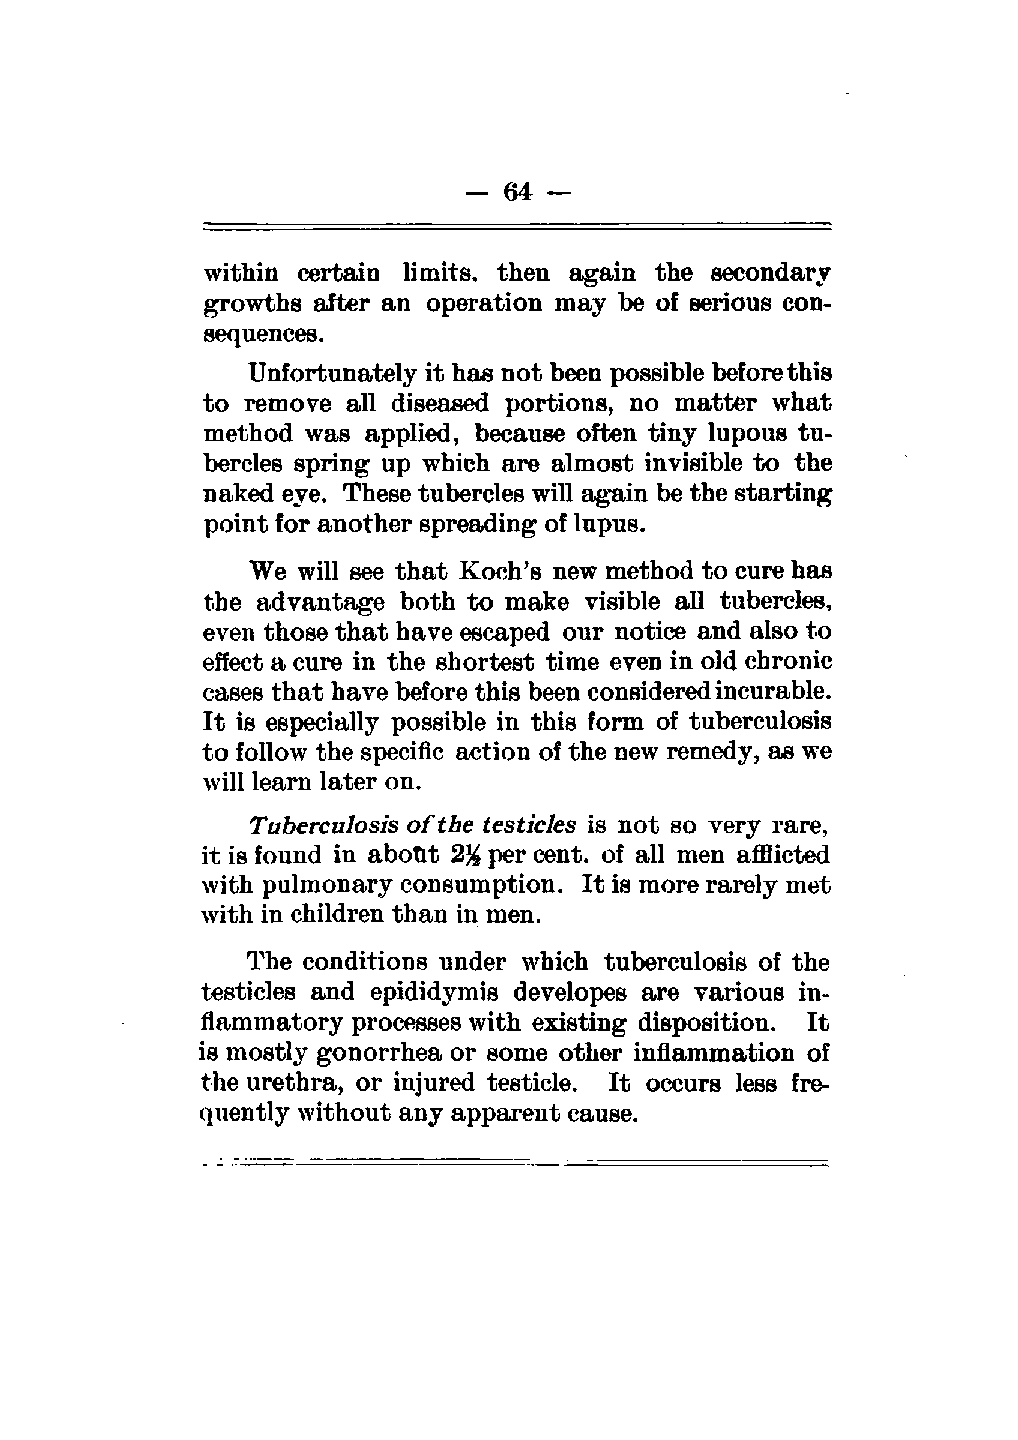 — 64 —
within certain limits. then again the secondary
growths after an operation may be of serious con-
sequences.
Unfortunately it has not been possible before this
to remove all diseased portions, no matter what
method was applied, because often tiny lupous tu-
bercles spring up which are almost invisible to the
naked eye. These tubercles will again be the starting
point for another spreading of lupus.
We will see that Koch's new method to cure has
the advantage both to make visible all tubercles,
even those that have escaped our notice and also to
effect a cure in the shortest time even in old chronic
cases that have before this been considered incurable.
It is especially possible in this form of tuberculosis
to follow the specific action of the new remedy, as we
will learn later on.
Tuberculosis of the testicles is not so very rare,
it is found in about 2½ per cent. of all men afflicted
with pulmonary consumption. It is more rarely met
with in children than in men.
The conditions under which tuberculosis of the
testicles and epididymis developes are various in-
flammatory processes with existing disposition. It
is mostly gonorrhea or some other inflammation of
the urethra, or injured testicle. It occurs less fre-
quently without any apparent cause.